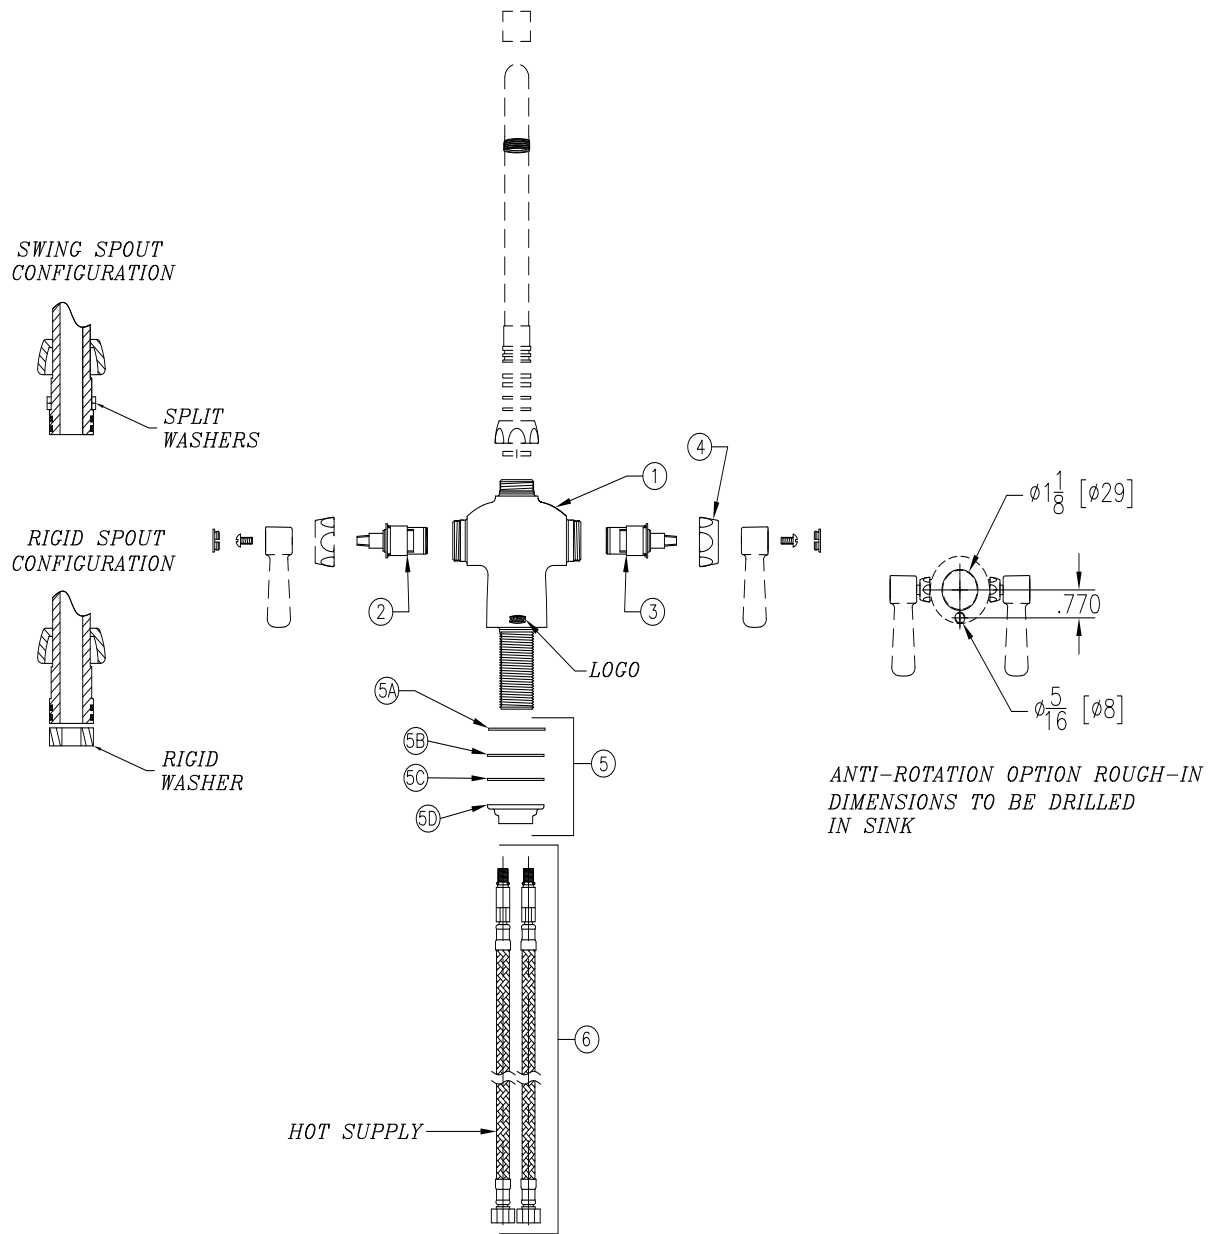 SWING SPOUT
CONFIGURATION
SPLIT
WASHERS
4
1
RIGID SPOUT
CONFIGURATION
2
3
ø1 1/8 [ø29]
.770
LOGO
5A
5B
5C
5D
5
RIGID
WASHER
ø5/16 [ø8]
ANTI-ROTATION OPTION ROUGH-IN
DIMENSIONS TO BE DRILLED
IN SINK
6
HOT SUPPLY